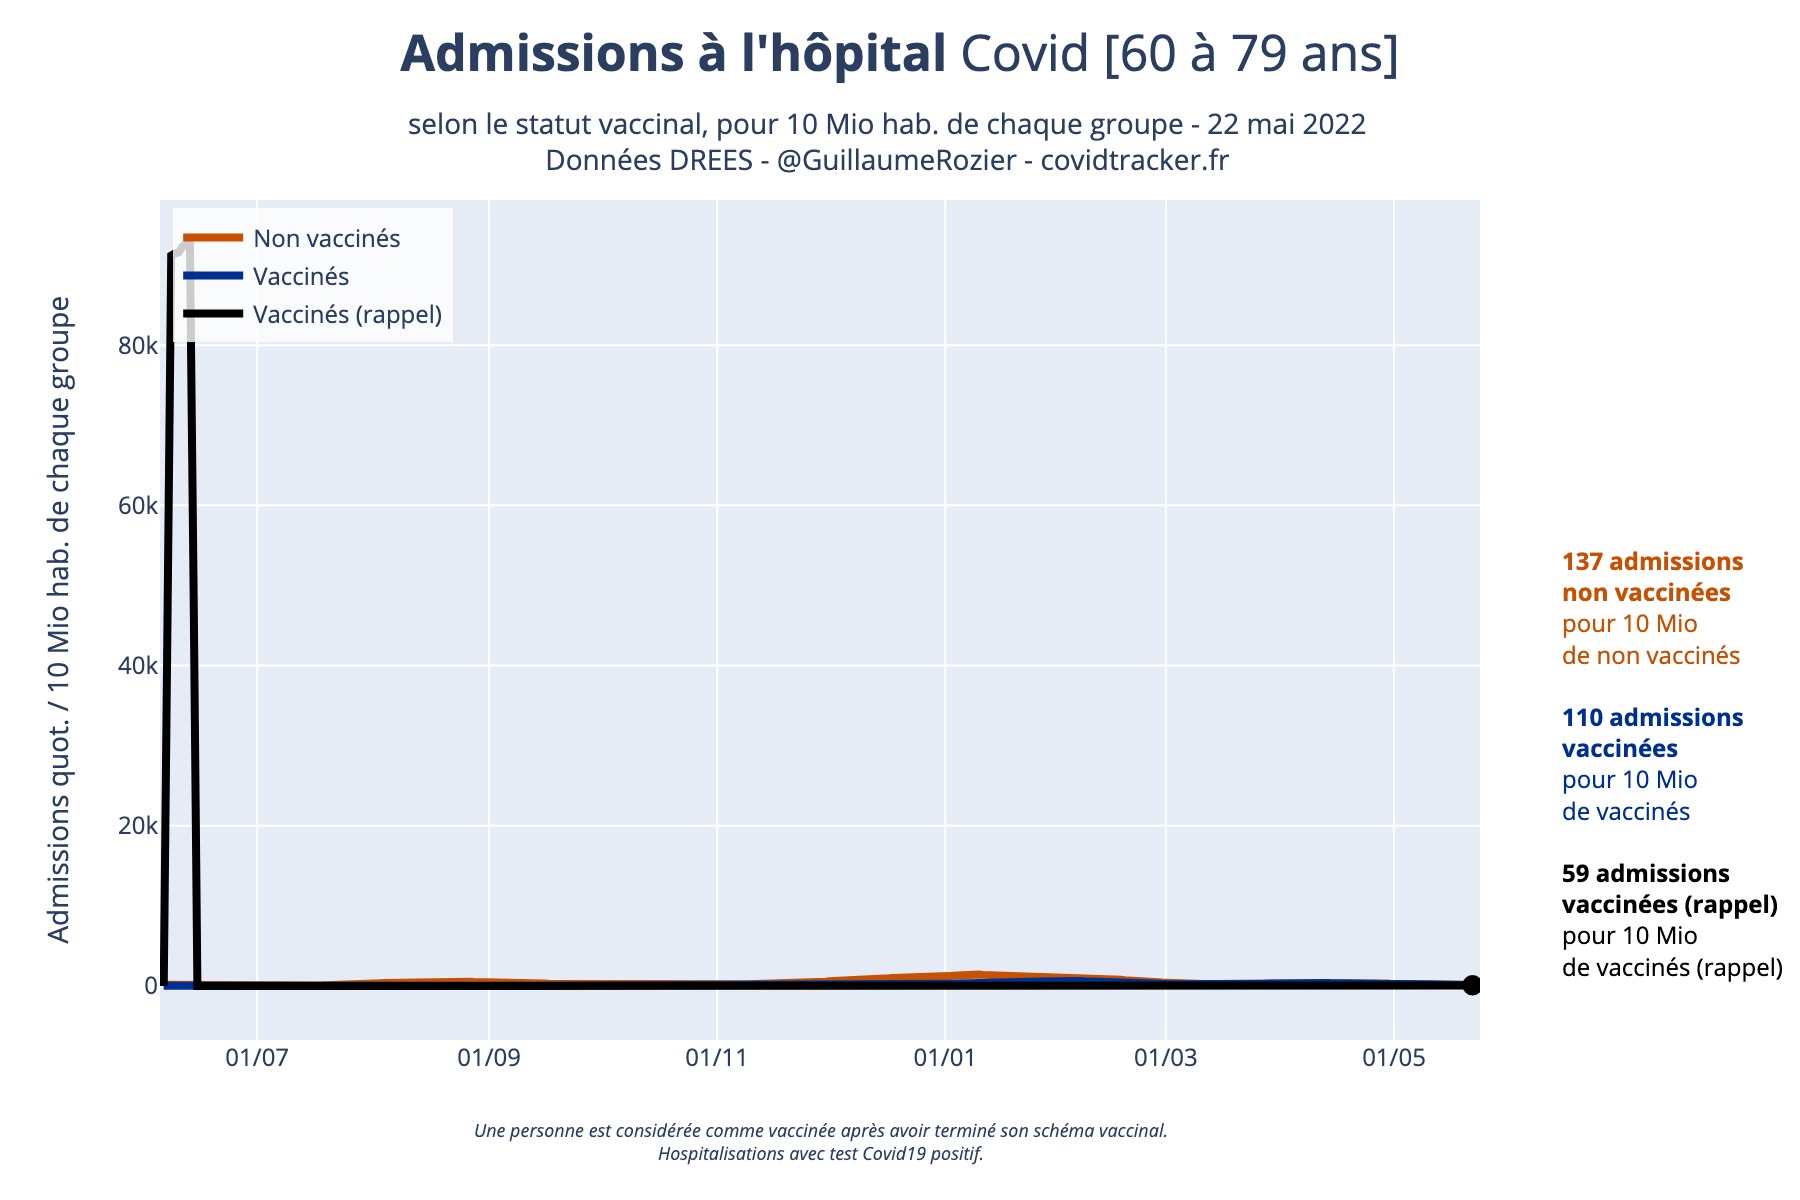 Admissions à l'hôpital Covid [60 à 79 ans]
selon le statut vaccinal, pour 10 Mio hab. de chaque groupe - 22 mai 2022
Données DREES - @GuillaumeRozier - covidtracker.fr
Non vaccinés
Vaccinés
Vaccinés (rappel)
Admissions quot. / 10 Mio hab. de chaque groupe
80k
60k
40k
20k
0
01/07
01/09
01/11
01/01
01/03
01/05
137 admissions
non vaccinées
pour 10 Mio
de non vaccinés
110 admissions
vaccinées
pour 10 Mio
de vaccinés
59 admissions
vaccinées (rappel)
pour 10 Mio
de vaccinés (rappel)
Une personne est considérée comme vaccinée après avoir terminé son schéma vaccinal.
Hospitalisations avec test Covid19 positif.